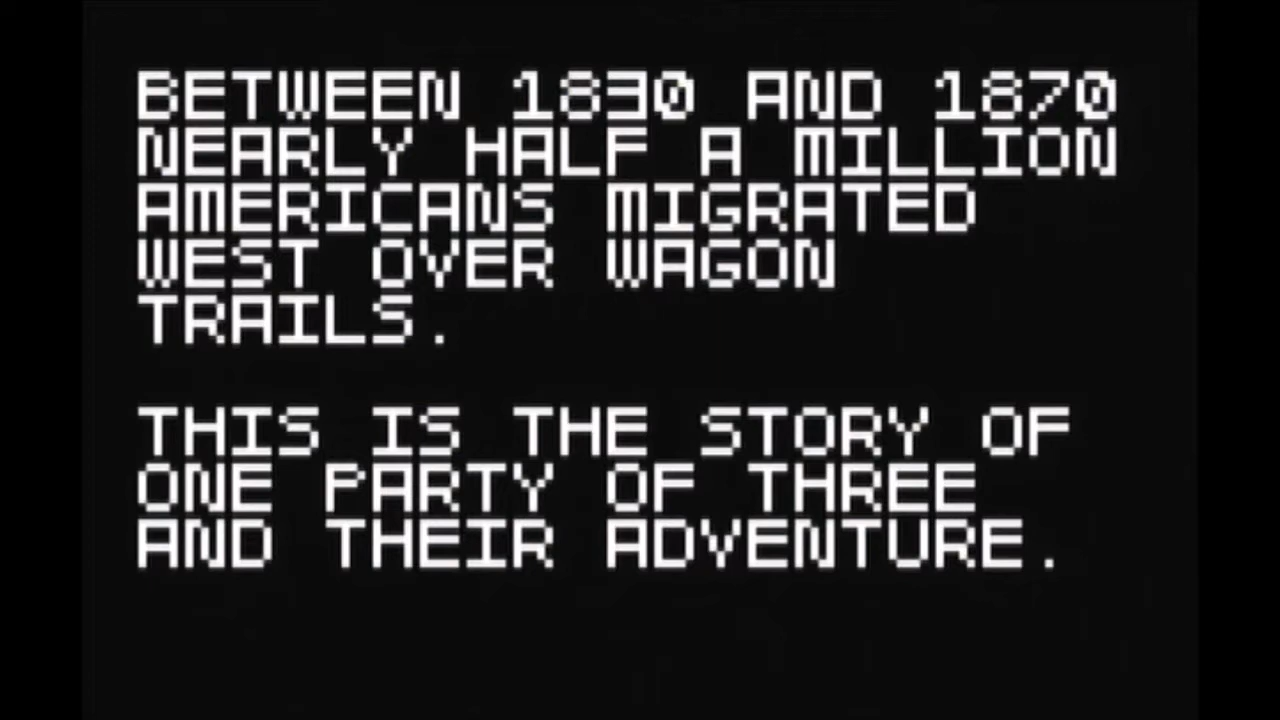 BETWEEN 1830 AND 1870
NEARLY HALF A MILLION
AMERICANS MIGRATED
WEST OVER WAGON
TRAILS.
THIS IS THE STORY OF
ONE PARTY OF THREE
AND THEIR ADVENTURE.